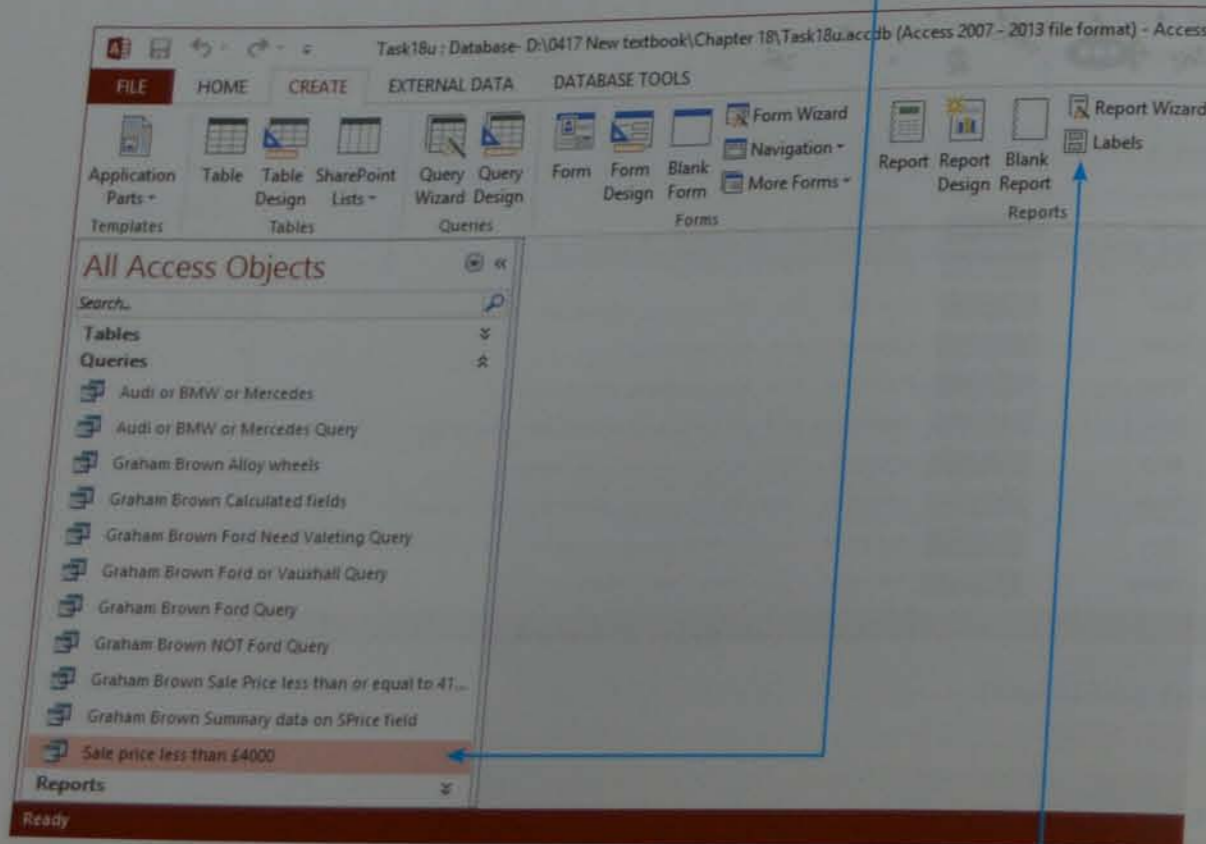 Task18u : Database- D:\0417 New textbook\Chapter 18\Task18u.accdb (Access 2007 - 2013 file format) - Access
FILE HOME CREATE EXTERNAL DATA DATABASE TOOLS
Application Parts
Table
Table Design
SharePoint Lists
Query Wizard
Query Design
Form
Form Design
Blank Form
Form Wizard
Navigation
More Forms
Report
Report Design
Blank Report
Report Wizard
Labels
Templates Tables Queries Forms Reports
All Access Objects
Search...
Tables
Queries
Audi or BMW or Mercedes
Audi or BMW or Mercedes Query
Graham Brown Alloy wheels
Graham Brown Calculated fields
Graham Brown Ford Need Valeting Query
Graham Brown Ford or Vauxhall Query
Graham Brown Ford Query
Graham Brown NOT Ford Query
Graham Brown Sale Price less than or equal to 41...
Graham Brown Summary data on SPrice field
Sale price less than £4000
Reports
Ready